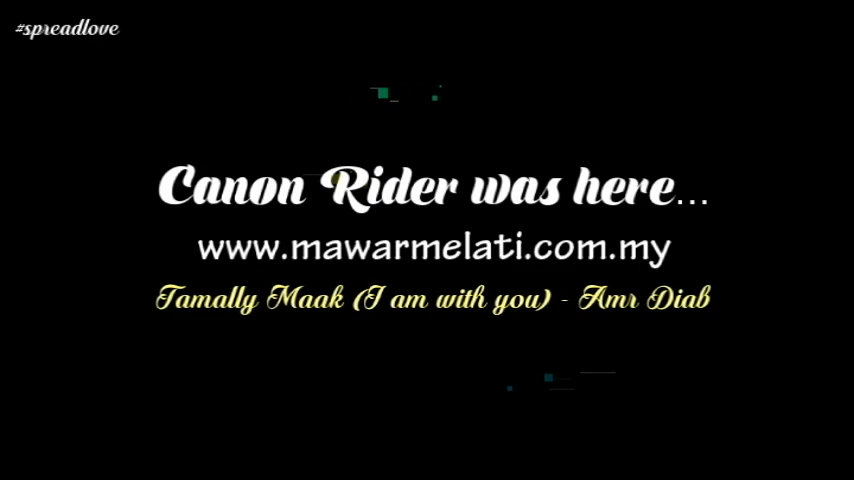 #spreadlove
Canon Rider was here...
www.mawarmelati.com.my
Tamally Maak (I am with you) - Amr Diab